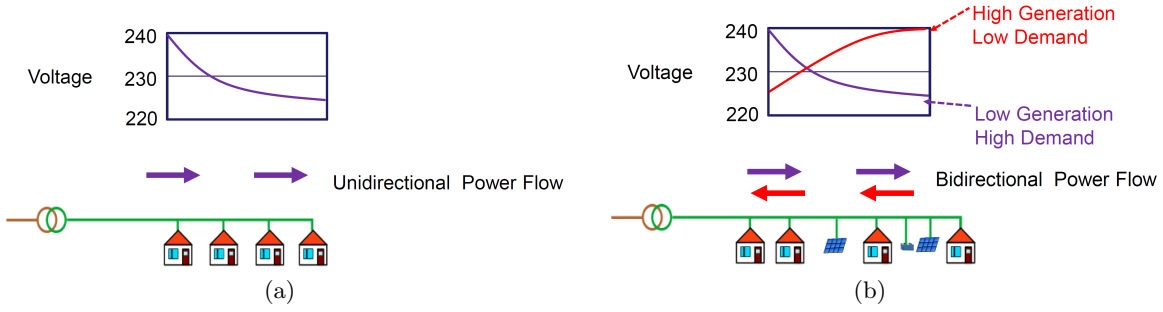 240
Voltage
230
220
Unidirectional Power Flow
(a)
High Generation
Low Demand
240
Voltage
230
220
Low Generation
High Demand
Bidirectional Power Flow
(b)